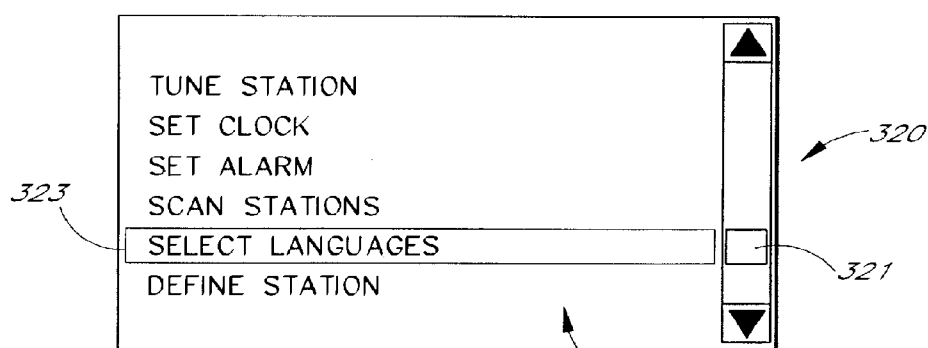 TUNE STATION
SET CLOCK
SET ALARM
SCAN STATIONS
SELECT LANGUAGES
DEFINE STATION
320
323
321